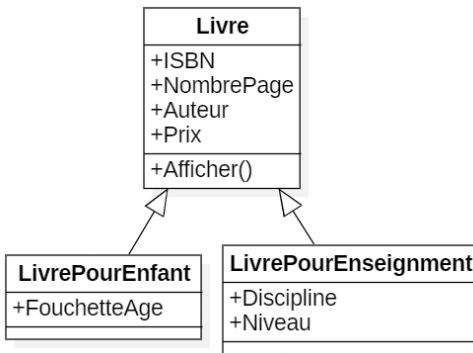 Livre
+ISBN
+NombrePage
+Auteur
+Prix
+Afficher()
LivrePourEnfant
+FouchetteAge
LivrePourEnseignment
+Discipline
+Niveau